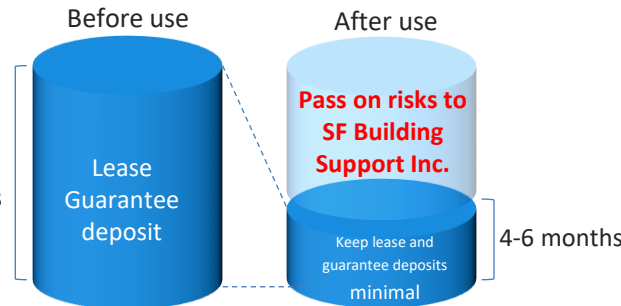 Before use
After use
Lease
Guarantee
deposit
Pass on risks to
SF Building
Support Inc.
Keep lease and
guarantee deposits
minimal
4-6 months